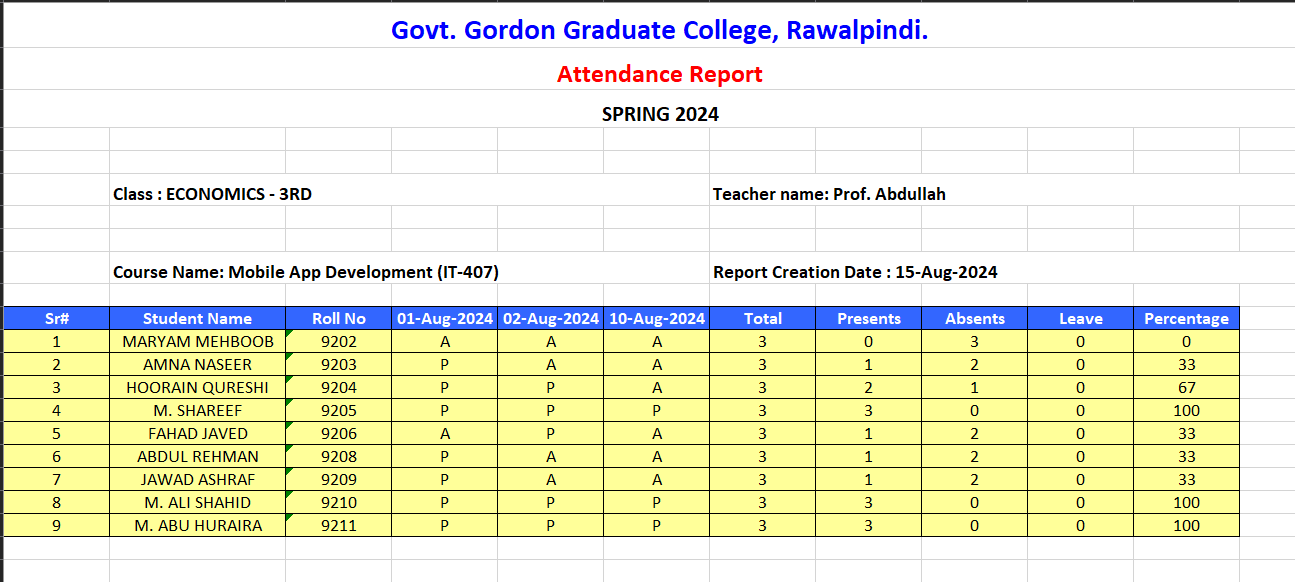 Govt. Gordon Graduate College, Rawalpindi.
Attendance Report
SPRING 2024
Class : ECONOMICS - 3RD Teacher name: Prof. Abdullah
Course Name: Mobile App Development (IT-407) Report Creation Date : 15-Aug-2024
Sr# Student Name Roll No 01-Aug-2024 02-Aug-2024 10-Aug-2024 Total Presents Absents Leave Percentage
1 MARYAM MEHBOOB 9202 A A A 3 0 3 0 0
2 AMNA NASEER 9203 P A A 3 1 2 0 33
3 HOORAIN QURESHI 9204 P P A 3 2 1 0 67
4 M. SHAREEF 9205 P P P 3 3 0 0 100
5 FAHAD JAVED 9206 A P A 3 1 2 0 33
6 ABDUL REHMAN 9208 P A A 3 1 2 0 33
7 JAWAD ASHRAF 9209 P A A 3 1 2 0 33
8 M. ALI SHAHID 9210 P P P 3 3 0 0 100
9 M. ABU HURAIRA 9211 P P P 3 3 0 0 100